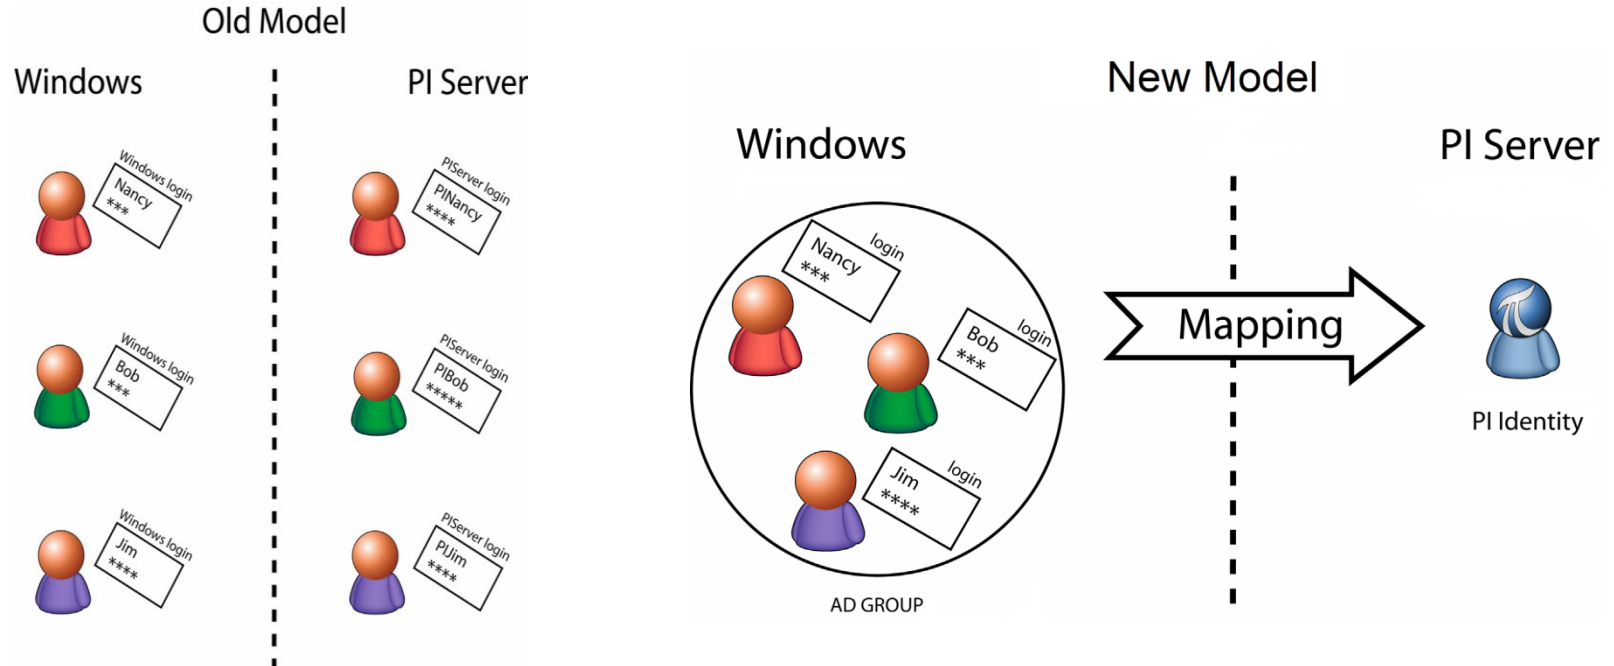 Old Model
Windows
PI Server
Windows login
Nancy
***
PIServer login
PINancy
****
Windows login
Bob
***
PIServer login
PIBob
*****
Windows login
Jim
****
PIServer login
PIJim
****
New Model
Windows
PI Server
login
Nancy
***
login
Bob
***
login
Jim
****
AD GROUP
Mapping
π
PI Identity